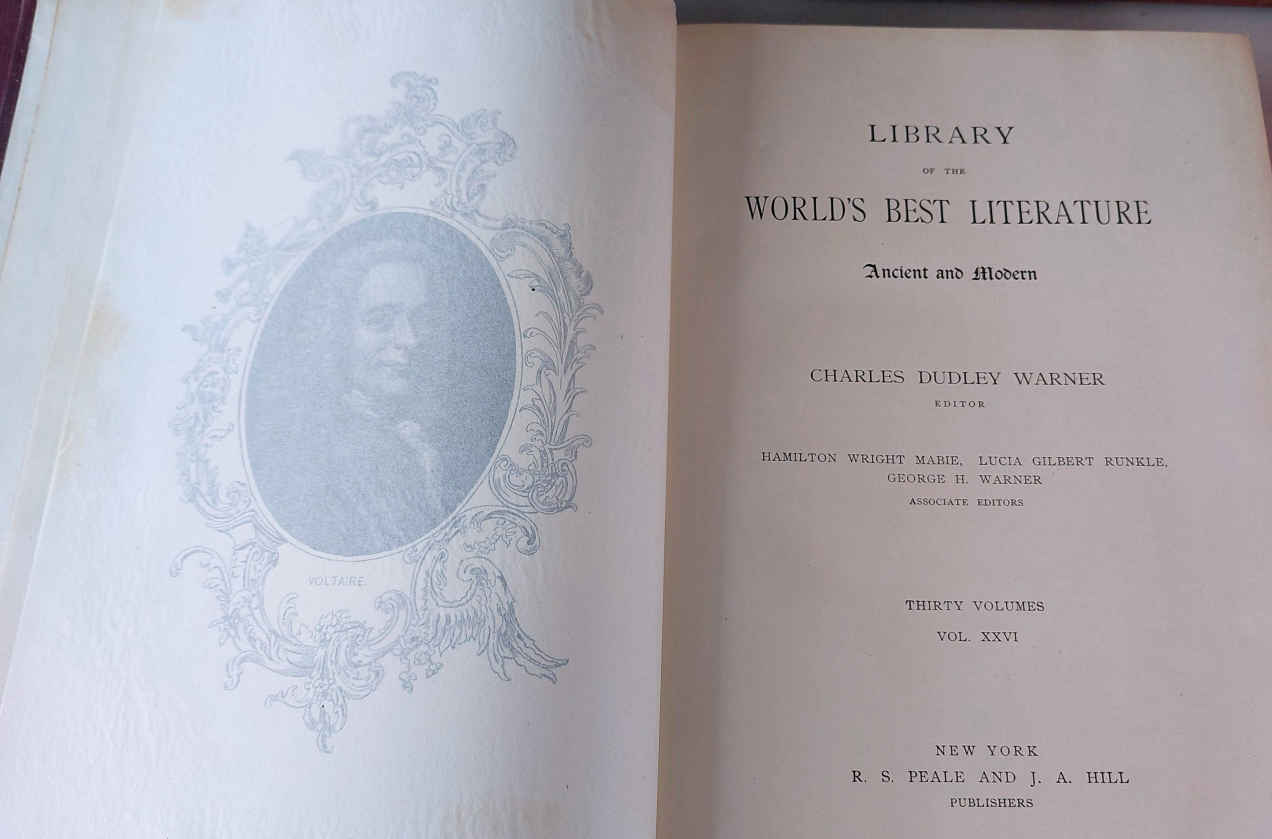 VOLTAIRE.
LIBRARY
OF THE
WORLD'S BEST LITERATURE
Ancient and Modern
CHARLES DUDLEY WARNER
EDITOR
HAMILTON WRIGHT MABIE, LUCIA GILBERT RUNKLE,
GEORGE H. WARNER
ASSOCIATE EDITORS
THIRTY VOLUMES
VOL. XXVI
NEW YORK
R. S. PEALE AND J. A. HILL
PUBLISHERS